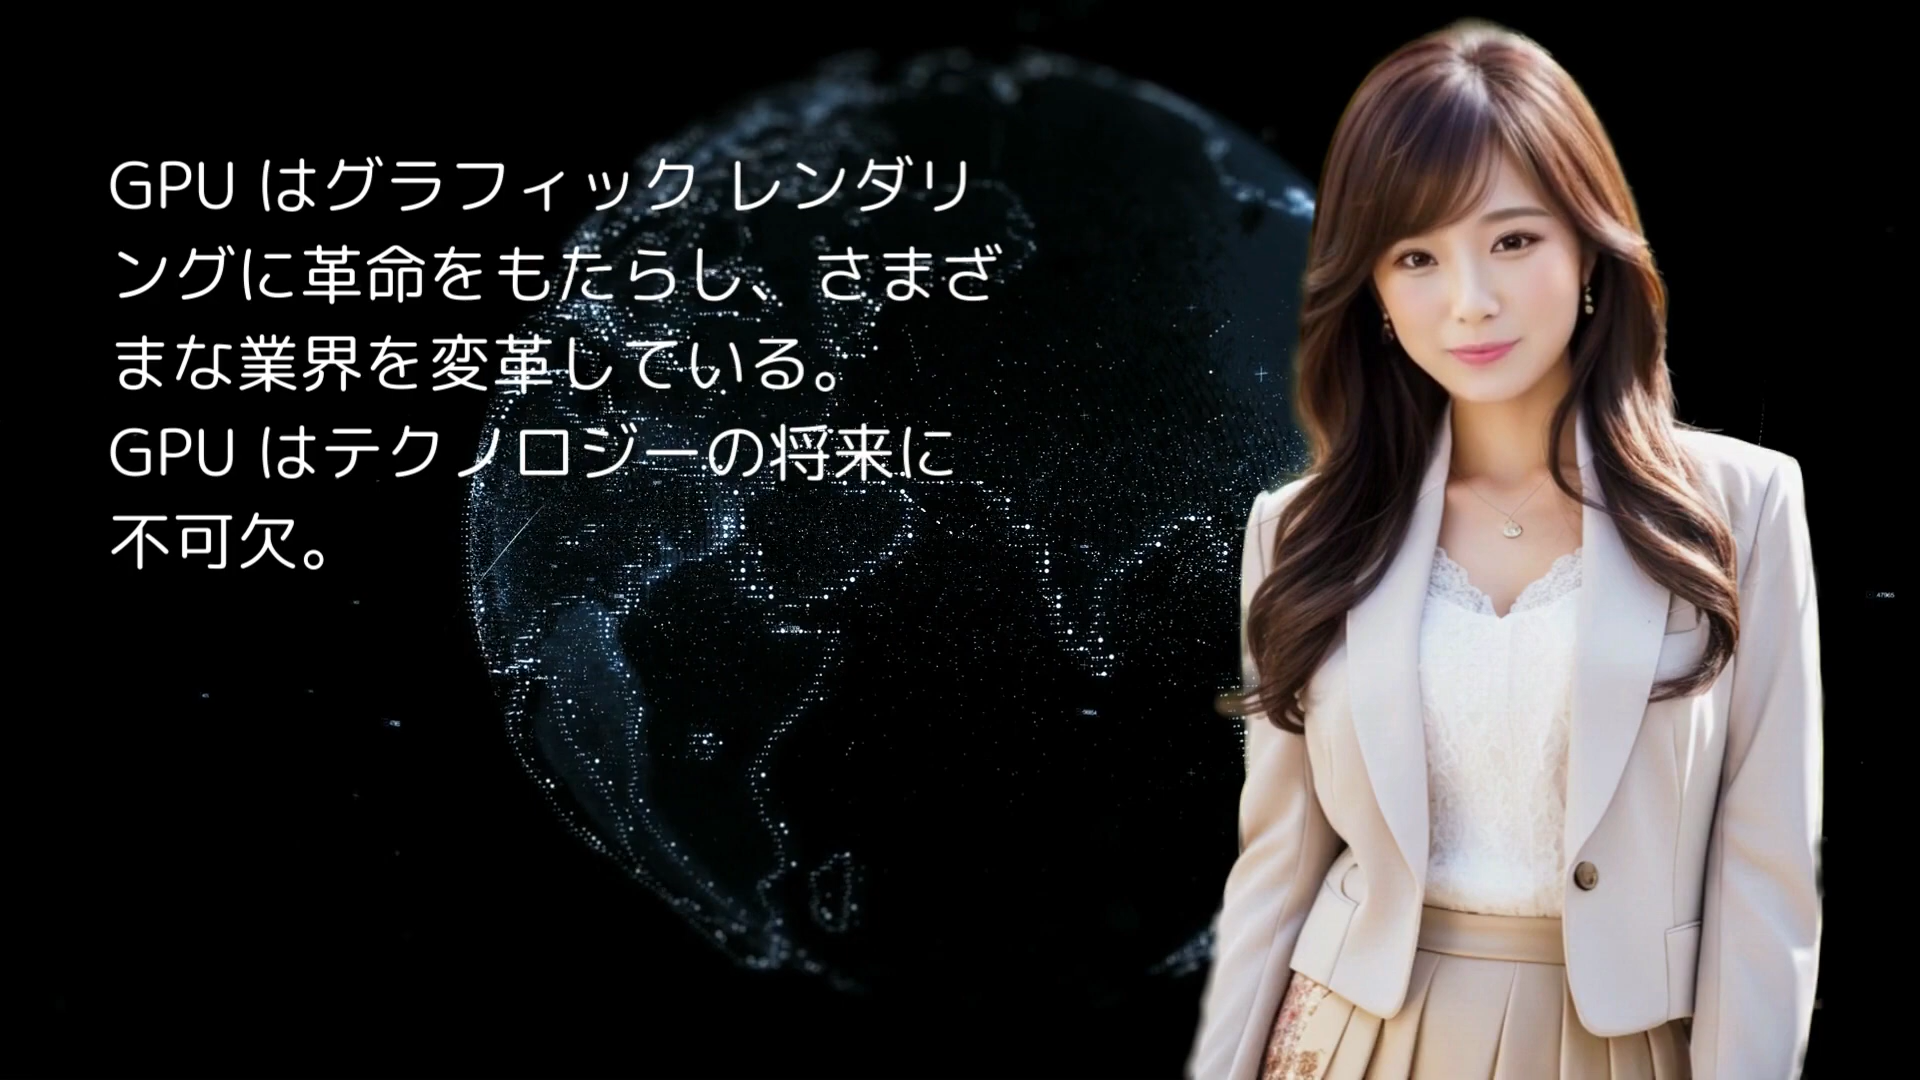 GPU はグラフィック レンダリ
ングに革命をもたらし、さまざ
まな業界を変革している。
GPU はテクノロジーの将来に
不可欠。
47965